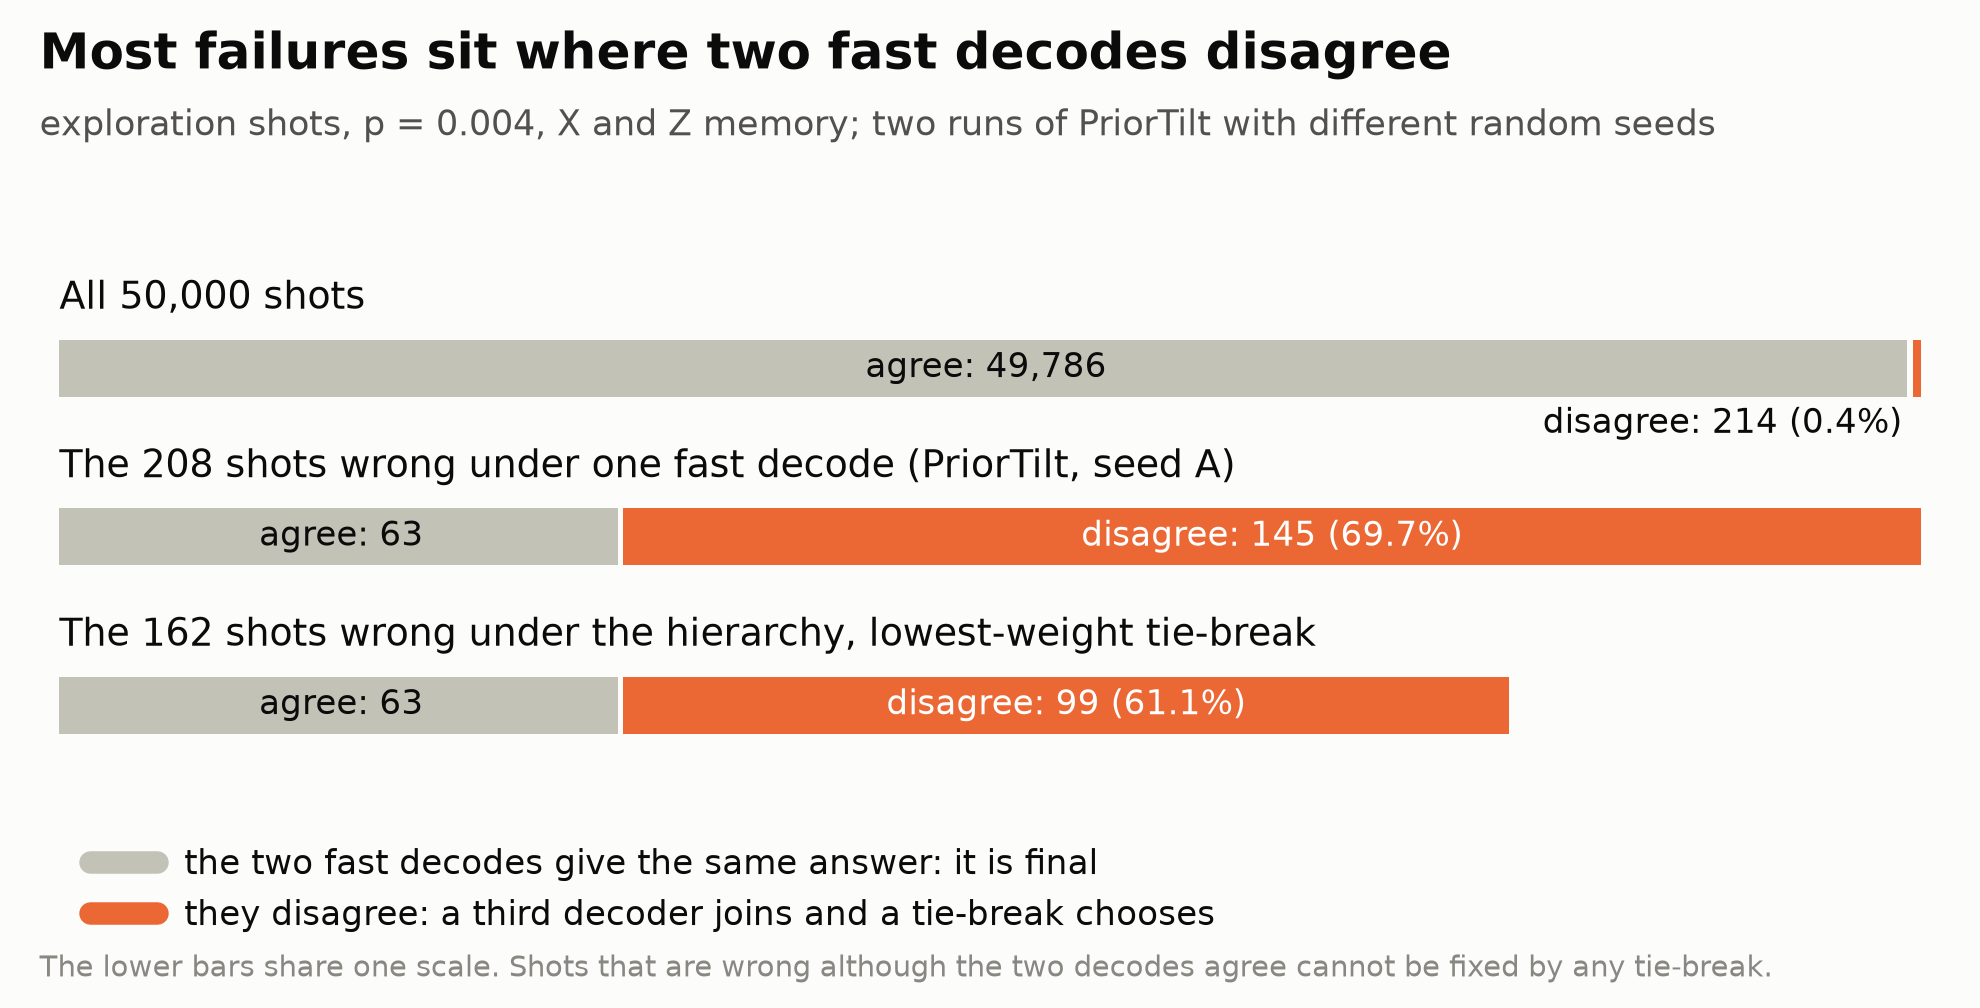 Most failures sit where two fast decodes disagree
exploration shots, p = 0.004, X and Z memory; two runs of PriorTilt with different random seeds
All 50,000 shots
agree: 49,786
disagree: 214 (0.4%)
The 208 shots wrong under one fast decode (PriorTilt, seed A)
agree: 63
disagree: 145 (69.7%)
The 162 shots wrong under the hierarchy, lowest-weight tie-break
agree: 63
disagree: 99 (61.1%)
the two fast decodes give the same answer: it is final
they disagree: a third decoder joins and a tie-break chooses
The lower bars share one scale. Shots that are wrong although the two decodes agree cannot be fixed by any tie-break.